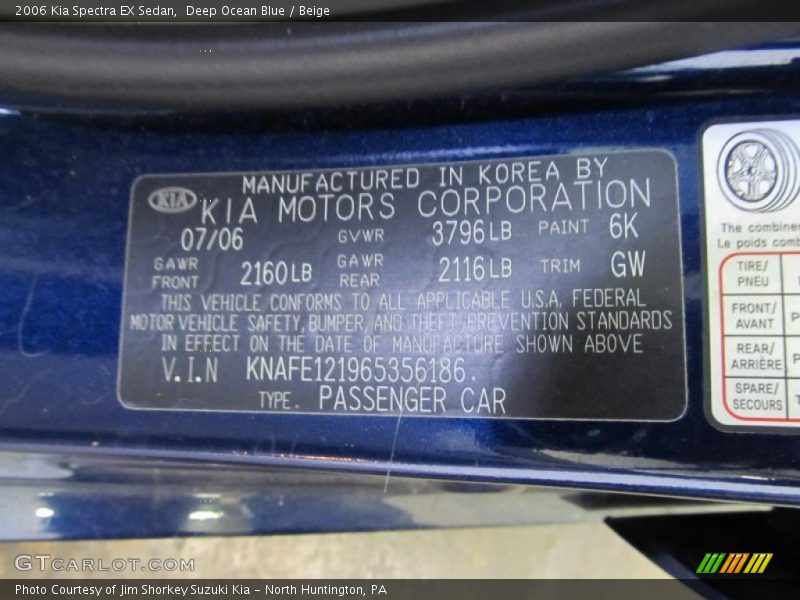 2006 Kia Spectra EX Sedan,  Deep Ocean Blue / Beige
KIA
MANUFACTURED IN KOREA BY
KIA MOTORS CORPORATION
07/06 GVWR 3796LB PAINT 6K
GAWR FRONT 2160LB GAWR REAR 2116LB TRIM GW
THIS VEHICLE CONFORMS TO ALL APPLICABLE U.S.A. FEDERAL
MOTOR VEHICLE SAFETY, BUMPER, AND THEFT PREVENTION STANDARDS
IN EFFECT ON THE DATE OF MANUFACTURE SHOWN ABOVE
V.I.N KNAFE121965356186.
TYPE. PASSENGER CAR
The combine
Le poids comb
TIRE/
PNEU
FRONT/
AVANT
REAR/
ARRIÈRE
SPARE/
SECOURS
GTCARLOT.COM
Photo Courtesy of Jim Shorkey Suzuki Kia – North Huntington, PA